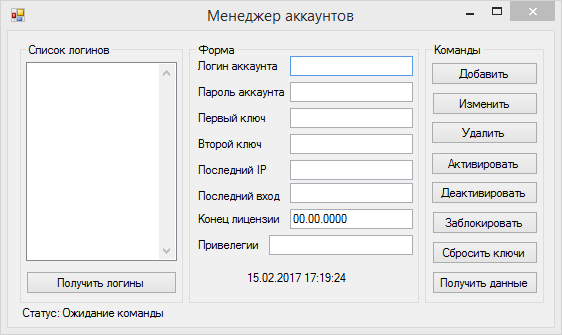 Менеджер аккаунтов
Список логинов
Получить логины
Форма
Логин аккаунта
Пароль аккаунта
Первый ключ
Второй ключ
Последний IP
Последний вход
Конец лицензии 00.00.0000
Привелегии
15.02.2017 17:19:24
Команды
Добавить
Изменить
Удалить
Активировать
Деактивировать
Заблокировать
Сбросить ключи
Получить данные
Статус: Ожидание команды